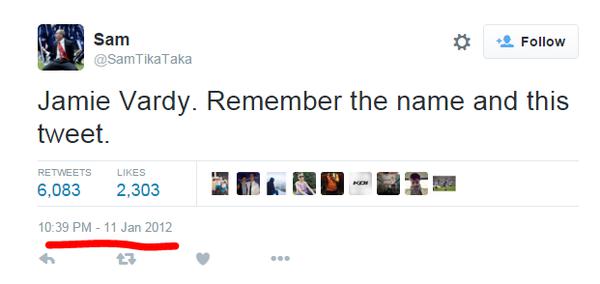 Sam
@SamTikaTaka
Follow
Jamie Vardy. Remember the name and this
tweet.
RETWEETS LIKES
6,083 2,303
KDI
10:39 PM - 11 Jan 2012